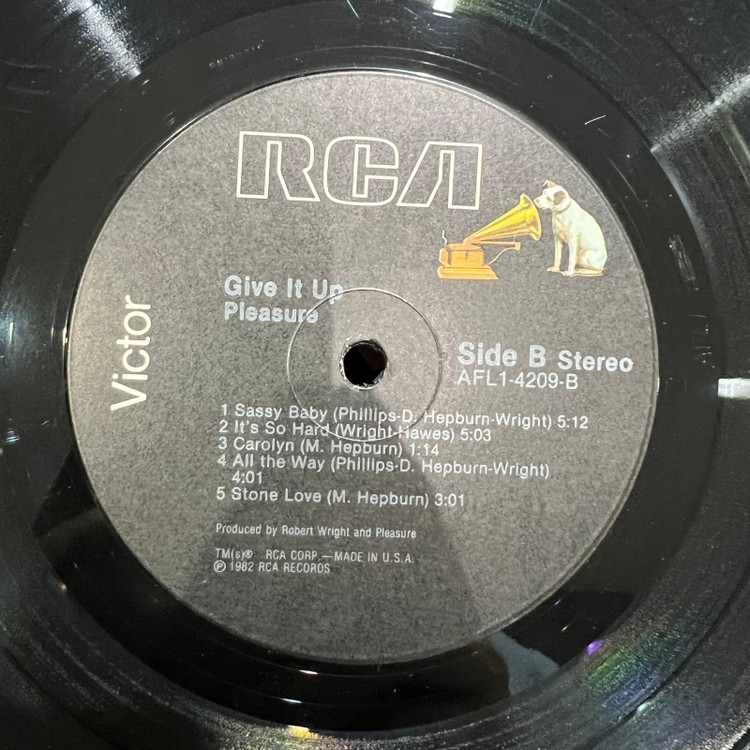 RCA
Victor
Give It Up
Pleasure
Side B Stereo
AFL1-4209-B
1 Sassy Baby (Phillips-D. Hepburn-Wright) 5:12
2 It's So Hard (Wright-Hawes) 5:03
3 Carolyn (M. Hepburn) 1:14
4 All the Way (Phillips-D. Hepburn-Wright)
4:01
5 Stone Love (M. Hepburn) 3:01
Produced by Robert Wright and Pleasure
TM(s)® RCA CORP.—MADE IN U.S.A.
℗ 1982 RCA RECORDS